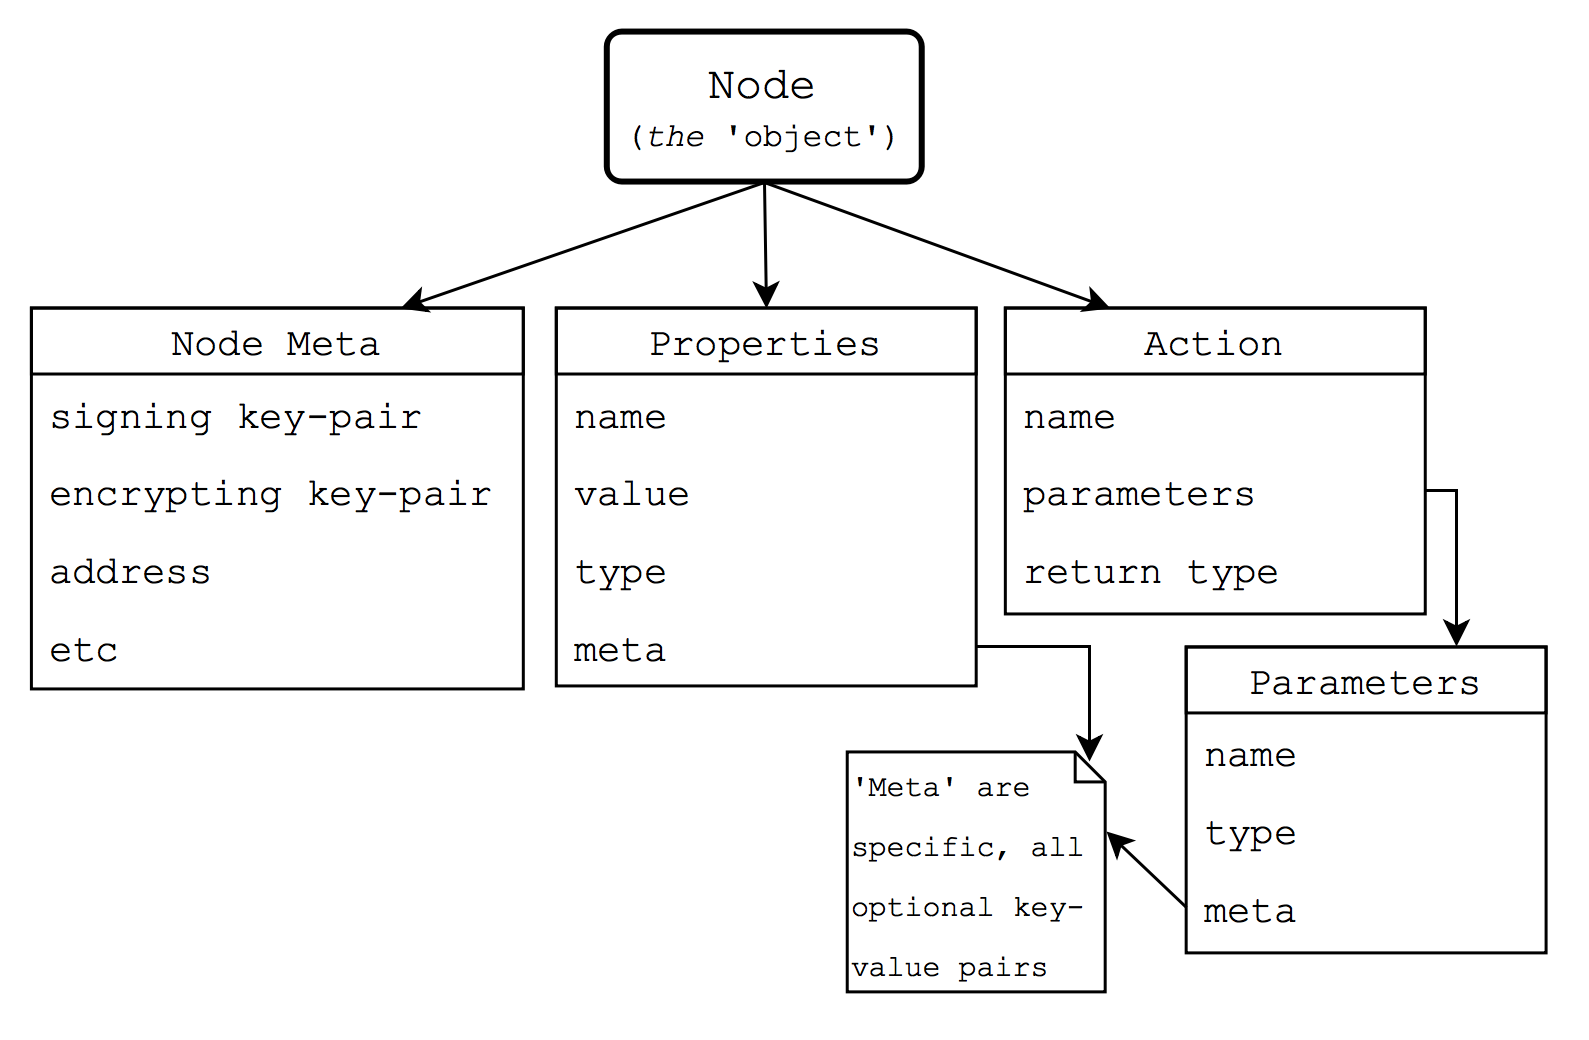 Node
(the 'object')
Node Meta
signing key-pair
encrypting key-pair
address
etc
Properties
name
value
type
meta
Action
name
parameters
return type
Parameters
name
type
meta
'Meta' are
specific, all
optional key-
value pairs